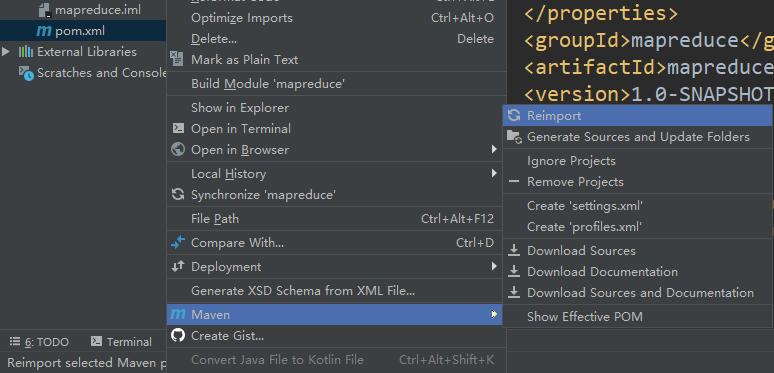 mapreduce.iml
pom.xml
External Libraries
Scratches and Console
Optimize Imports Ctrl+Alt+O
Delete... Delete
Mark as Plain Text
Build Module 'mapreduce'
Show in Explorer
Open in Terminal
Open in Browser
Local History
Synchronize 'mapreduce'
File Path Ctrl+Alt+F12
Compare With... Ctrl+D
Deployment
Generate XSD Schema from XML File...
Maven
Create Gist...
Convert Java File to Kotlin File Ctrl+Alt+Shift+K
</properties>
<groupId>mapreduce</g
<artifactId>mapreduce
<version>1.0-SNAPSHOT
Reimport
Generate Sources and Update Folders
Ignore Projects
Remove Projects
Create 'settings.xml'
Create 'profiles.xml'
Download Sources
Download Documentation
Download Sources and Documentation
Show Effective POM
6: TODO Terminal
Reimport selected Maven p